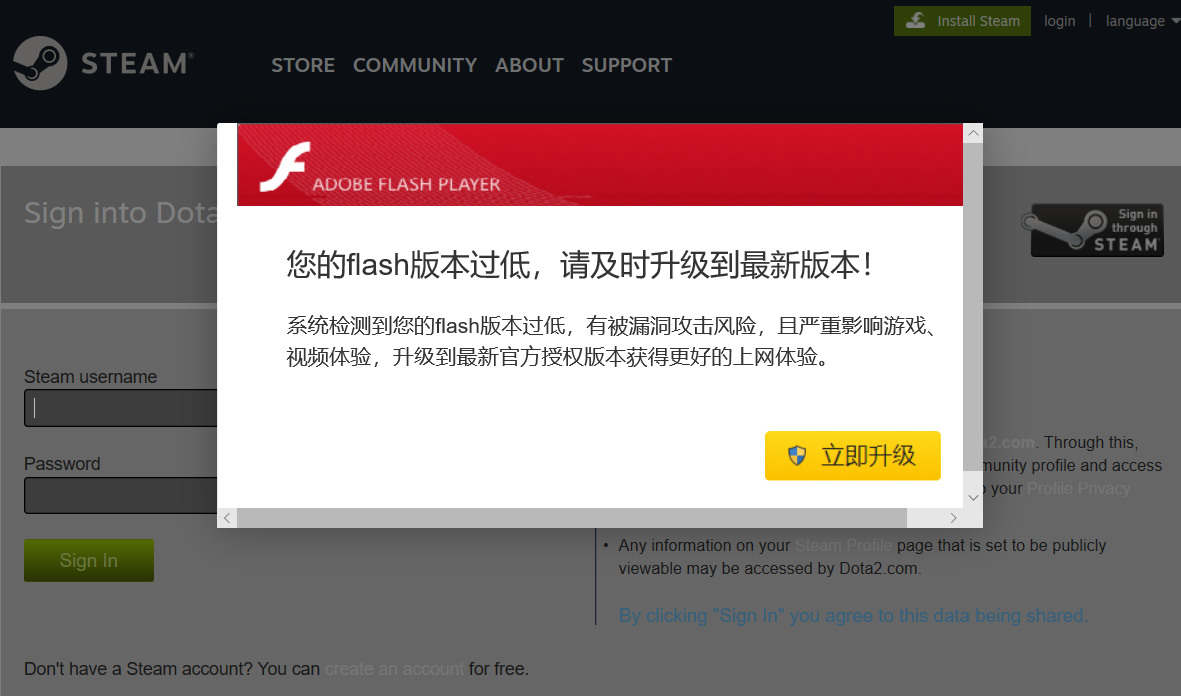 Install Steam
login
language
STEAM®
STORE COMMUNITY ABOUT SUPPORT
ADOBE FLASH PLAYER
Sign into Dota
Sign in
through
STEAM
您的flash版本过低，请及时升级到最新版本！
系统检测到您的flash版本过低，有被漏洞攻击风险，且严重影响游戏、
视频体验，升级到最新官方授权版本获得更好的上网体验。
Steam username
立即升级
Password
2.com. Through this,
munity profile and access
your Profile Privacy
Sign In
• Any information on your Steam Profile page that is set to be publicly
viewable may be accessed by Dota2.com.
By clicking "Sign In" you agree to this data being shared.
Don't have a Steam account? You can create an account for free.